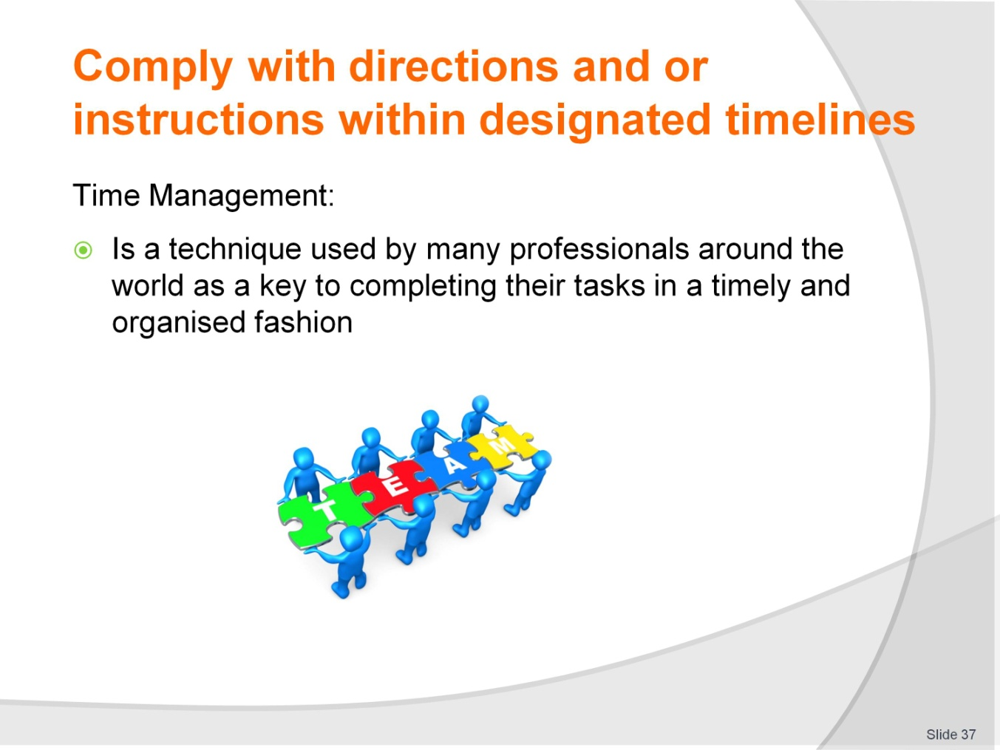 Comply with directions and or
instructions within designated timelines
Time Management:
Is a technique used by many professionals around the
world as a key to completing their tasks in a timely and
organised fashion
T E A M
Slide 37